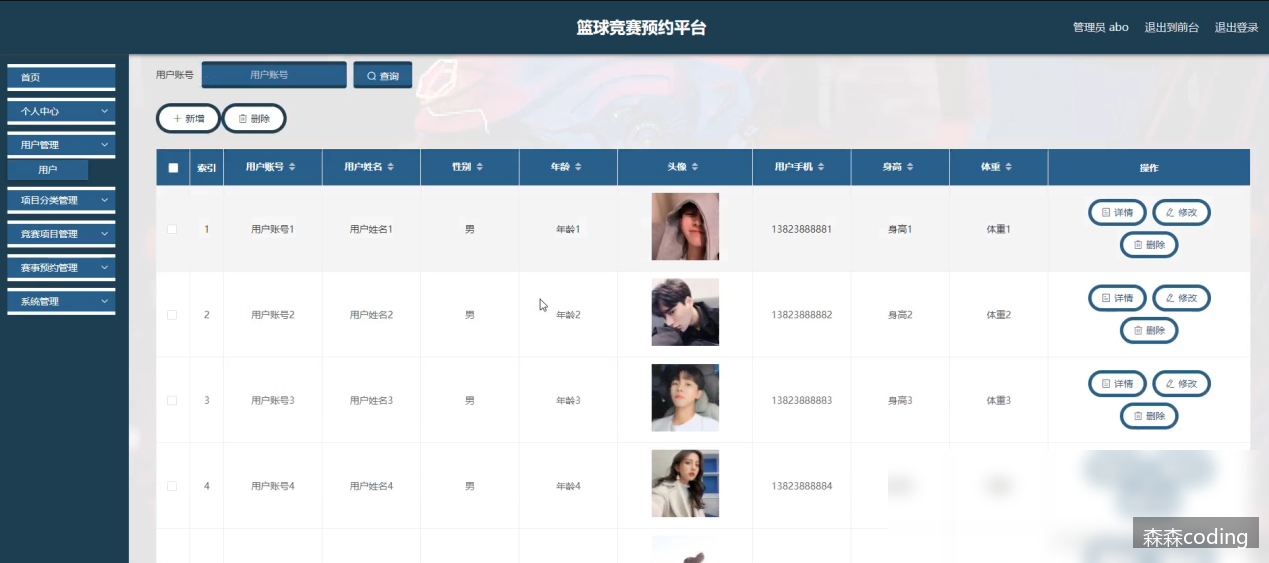 篮球竞赛预约平台
管理员 abo 退出到前台 退出登录
首页
个人中心
用户管理
用户
项目分类管理
竞赛项目管理
赛事预约管理
系统管理
用户账号 用户账号 查询
新增 删除
索引 用户账号 用户姓名 性别 年龄 头像 用户手机 身高 体重 操作
1 用户账号1 用户姓名1 男 年龄1 13823888881 身高1 体重1 详情 修改
删除
2 用户账号2 用户姓名2 男 年龄2 13823888882 身高2 体重2 详情 修改
删除
3 用户账号3 用户姓名3 男 年龄3 13823888883 身高3 体重3 详情 修改
删除
4 用户账号4 用户姓名4 男 年龄4 13823888884
森森coding